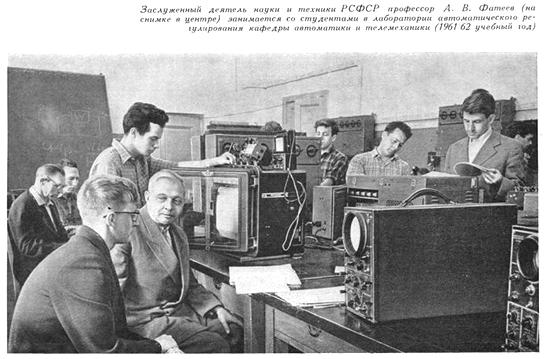 Заслуженный деятель науки и техники РСФСР профессор А. В. Фатеев (на
снимке в центре) занимается со студентами в лаборатории автоматического ре-
гулирования кафедры автоматики и телемеханики (1961 62 учебный год)